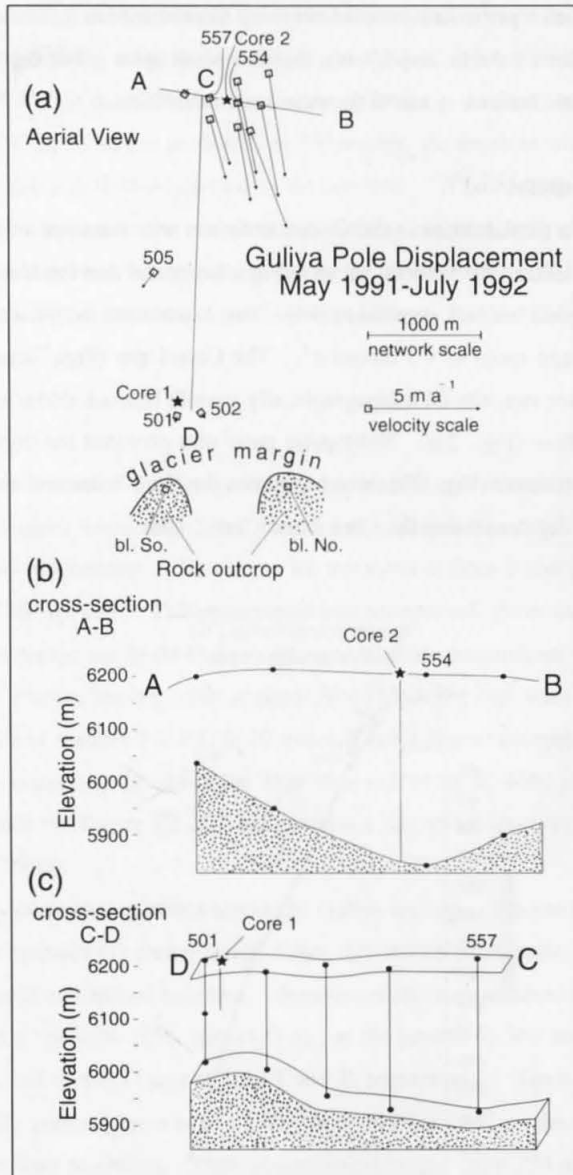 557 Core 2
554
A
C
B
(a)
Aerial View
505
Guliya Pole Displacement
May 1991-July 1992
1000 m
network scale
5 m a⁻¹
velocity scale
Core 1
501
502
D
glacier margin
bl. So.
bl. No.
Rock outcrop
(b)
cross-section
A-B
Core 2
554
A
B
6200
6100
6000
5900
Elevation (m)
(c)
cross-section
C-D
Core 1
501
557
D
C
6200
6100
6000
5900
Elevation (m)